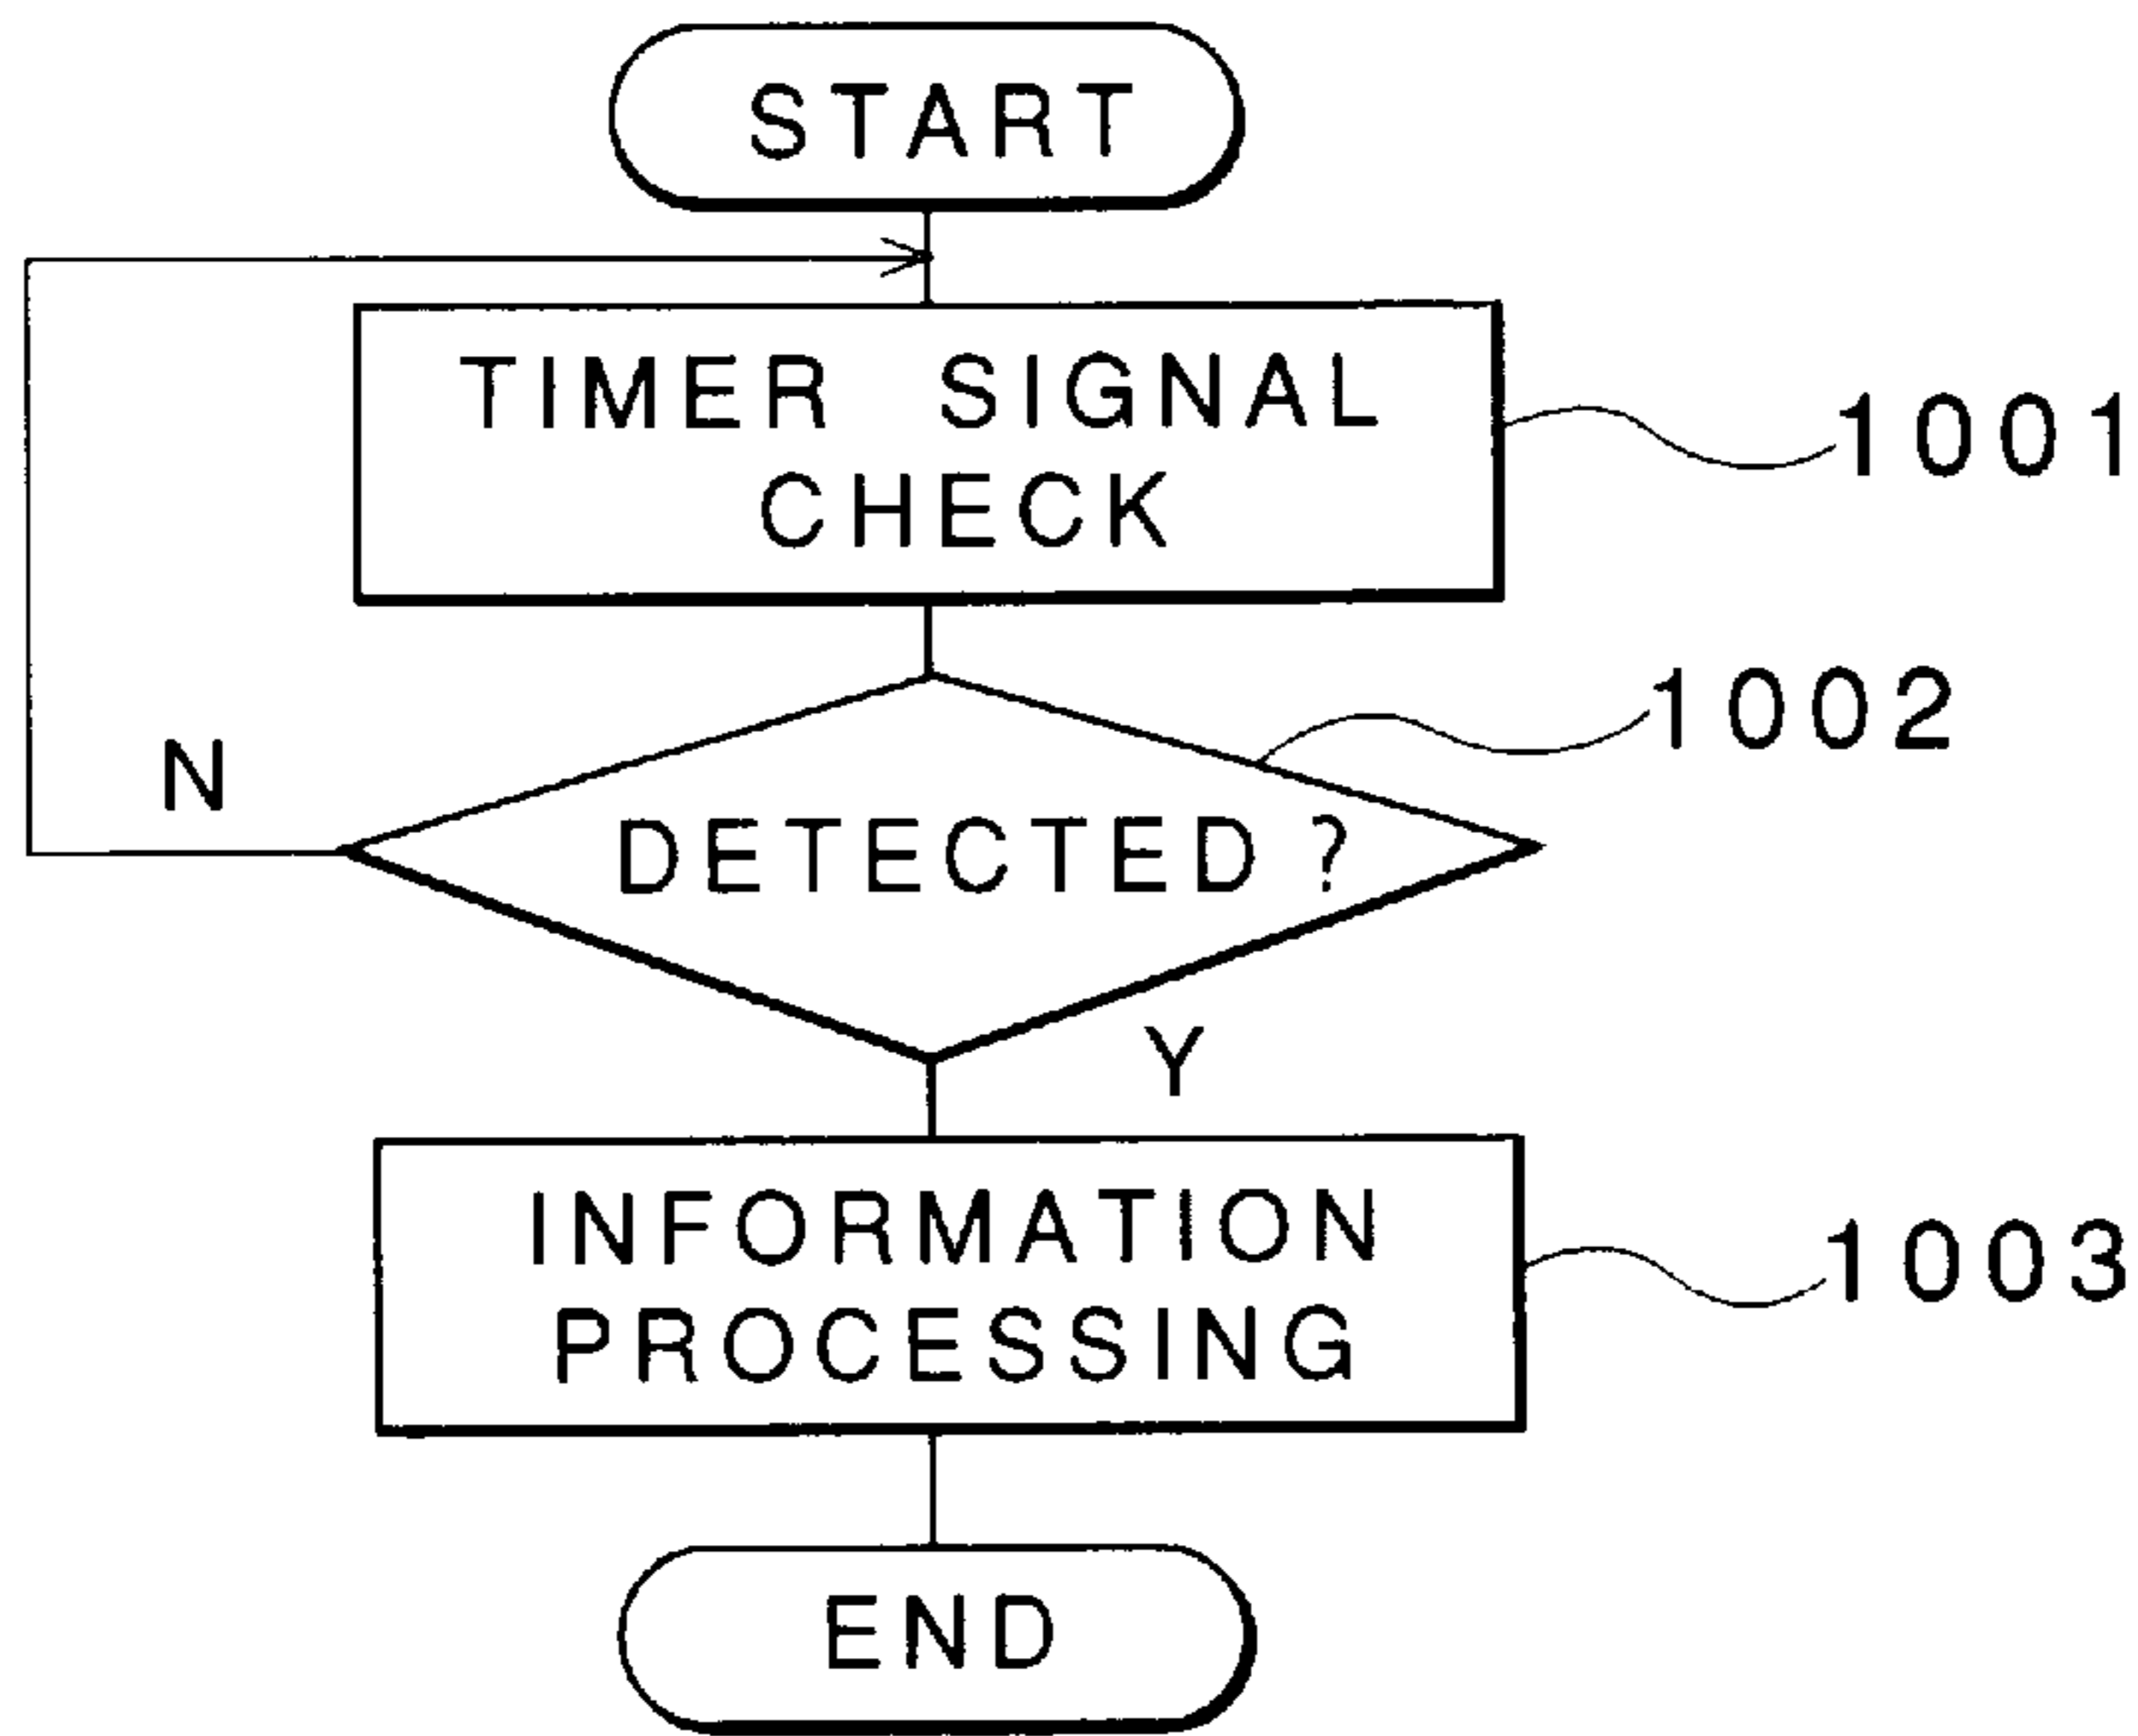 START
TIMER SIGNAL
CHECK
1001
1002
N
DETECTED?
Y
INFORMATION
PROCESSING
1003
END